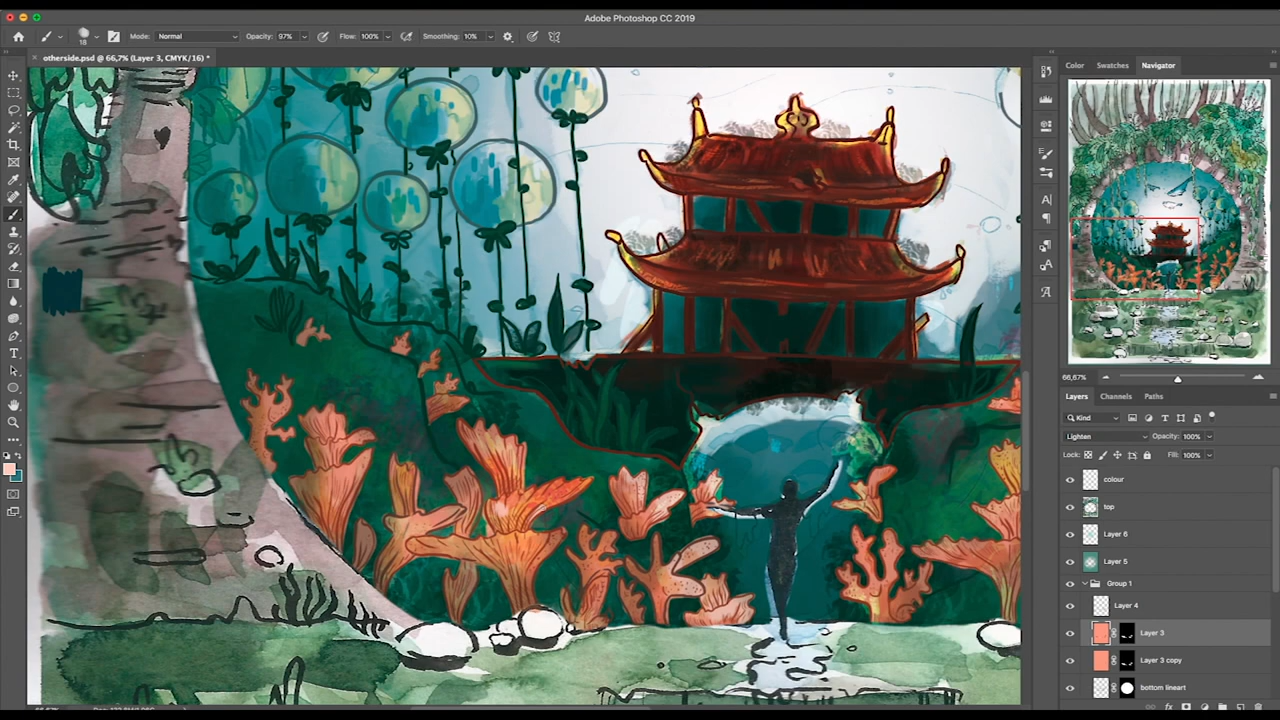 Adobe Photoshop CC 2019
18 Mode: Normal Opacity: 97% Flow: 100% Smoothing: 10%
otherside.psd @ 66,7% (Layer 3, CMYK/16) *
Color Swatches Navigator
66,67%
Layers Channels Paths
Kind
Lighten Opacity: 100%
Lock: Fill: 100%
colour
top
Layer 6
Layer 5
Group 1
Layer 4
Layer 3
Layer 3 copy
bottom lineart